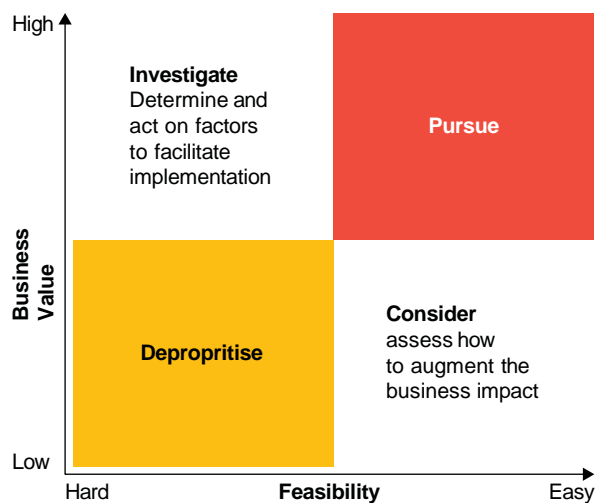 High
Investigate
Determine and
act on factors
to facilitate
implementation
Pursue
Business
Value
Depropritise
Consider
assess how
to augment the
business impact
Low
Hard
Feasibility
Easy